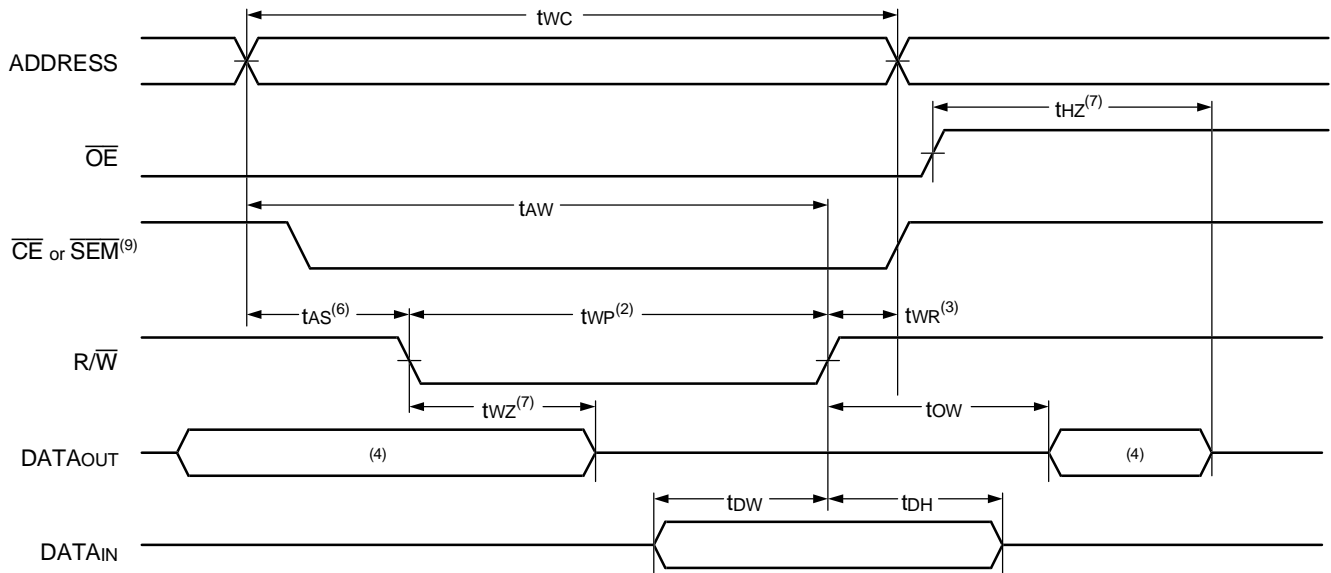 tWC
ADDRESS
tHZ(7)
OE
tAW
CE or SEM(9)
tAS(6) tWP(2) tWR(3)
R/W
tWZ(7) tOW
DATAOUT (4) (4)
tDW tDH
DATAIN